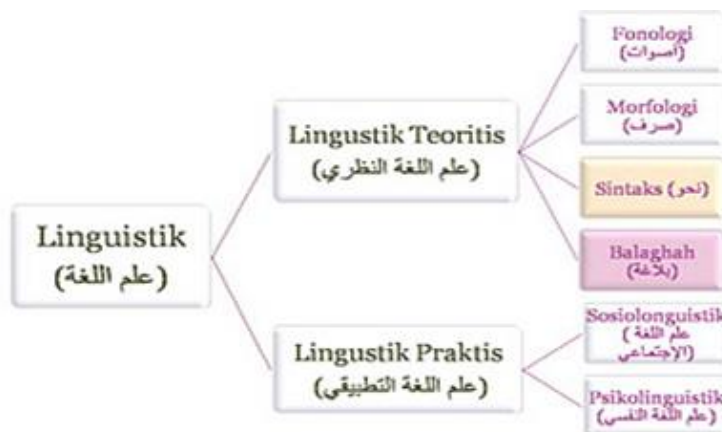 Linguistik
(علم اللغة)
Lingustik Teoritis
(علم اللغة النظري)
Fonologi
(أصوات)
Morfologi
(صرف)
Sintaks (نحو)
Balaghah
(بلاغة)
Lingustik Praktis
(علم اللغة التطبيقي)
Sosiolonguistik
(علم اللغة
الإجتماعي)
Psikolinguistik
(علم اللغة النفسي)